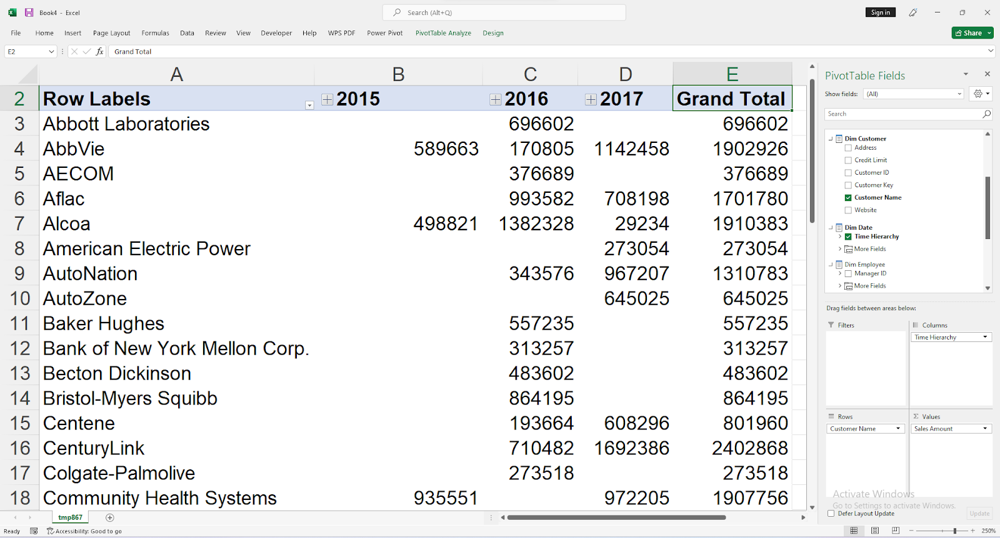 Book4 - Excel
Search (Alt+Q)
Sign in
File Home Insert Page Layout Formulas Data Review View Developer Help WPS PDF Power Pivot PivotTable Analyze Design Share
E2 fx Grand Total
A B C D E
2 Row Labels 2015 2016 2017 Grand Total
3 Abbott Laboratories 696602 696602
4 AbbVie 589663 170805 1142458 1902926
5 AECOM 376689 376689
6 Aflac 993582 708198 1701780
7 Alcoa 498821 1382328 29234 1910383
8 American Electric Power 273054 273054
9 AutoNation 343576 967207 1310783
10 AutoZone 645025 645025
11 Baker Hughes 557235 557235
12 Bank of New York Mellon Corp. 313257 313257
13 Becton Dickinson 483602 483602
14 Bristol-Myers Squibb 864195 864195
15 Centene 193664 608296 801960
16 CenturyLink 710482 1692386 2402868
17 Colgate-Palmolive 273518 273518
18 Community Health Systems 935551 972205 1907756
PivotTable Fields
Show fields: (All)
Search
Dim Customer
Address
Credit Limit
Customer ID
Customer Key
Customer Name
Website
Dim Date
Time Hierarchy
More Fields
Dim Employee
Manager ID
More Fields
Drag fields between areas below:
Filters
Columns
Time Hierarchy
Rows
Customer Name
Σ Values
Sales Amount
Activate Windows
Go to Settings to activate Windows.
Defer Layout Update
Update
tmp867
Ready
Accessibility: Good to go
250%